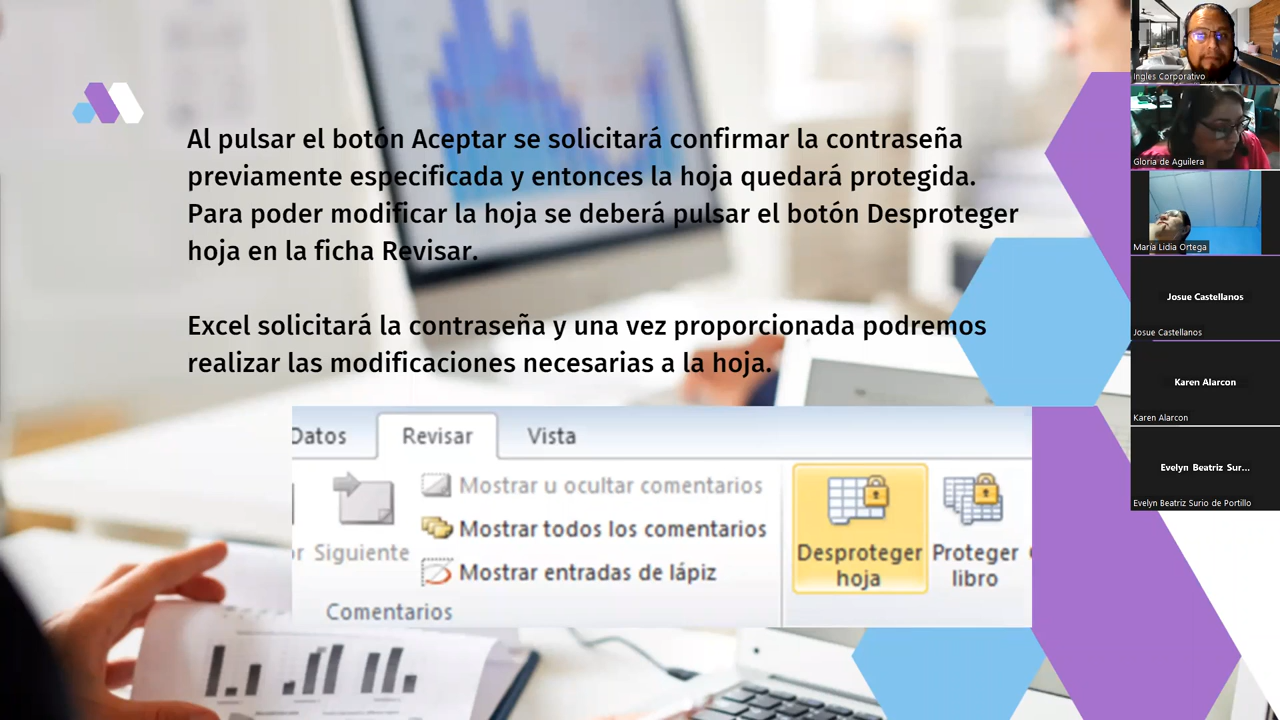 Al pulsar el botón Aceptar se solicitará confirmar la contraseña
previamente especificada y entonces la hoja quedará protegida.
Para poder modificar la hoja se deberá pulsar el botón Desproteger
hoja en la ficha Revisar.
Excel solicitará la contraseña y una vez proporcionada podremos
realizar las modificaciones necesarias a la hoja.
Datos Revisar Vista
Mostrar u ocultar comentarios
Siguiente
Mostrar todos los comentarios
Mostrar entradas de lápiz
Comentarios
Desproteger
hoja
Proteger
libro
Ingles Corporativo
Gloria de Aguilera
María Lidia Ortega
Josue Castellanos
Josue Castellanos
Karen Alarcon
Karen Alarcon
Evelyn Beatriz Sur...
Evelyn Beatriz Surio de Portillo